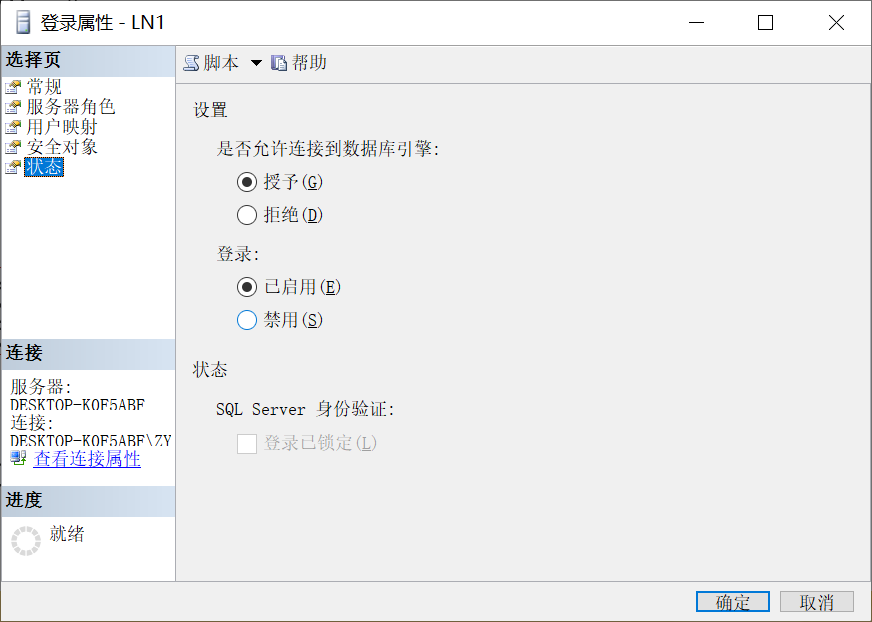 登录属性 - LN1
选择页
常规
服务器角色
用户映射
安全对象
状态
脚本 帮助
设置
是否允许连接到数据库引擎:
授予(G)
拒绝(D)
登录:
已启用(E)
禁用(S)
状态
SQL Server 身份验证:
登录已锁定(L)
连接
服务器:
DESKTOP-K0F5ABF
连接:
DESKTOP-K0F5ABF\ZY
查看连接属性
进度
就绪
确定 取消